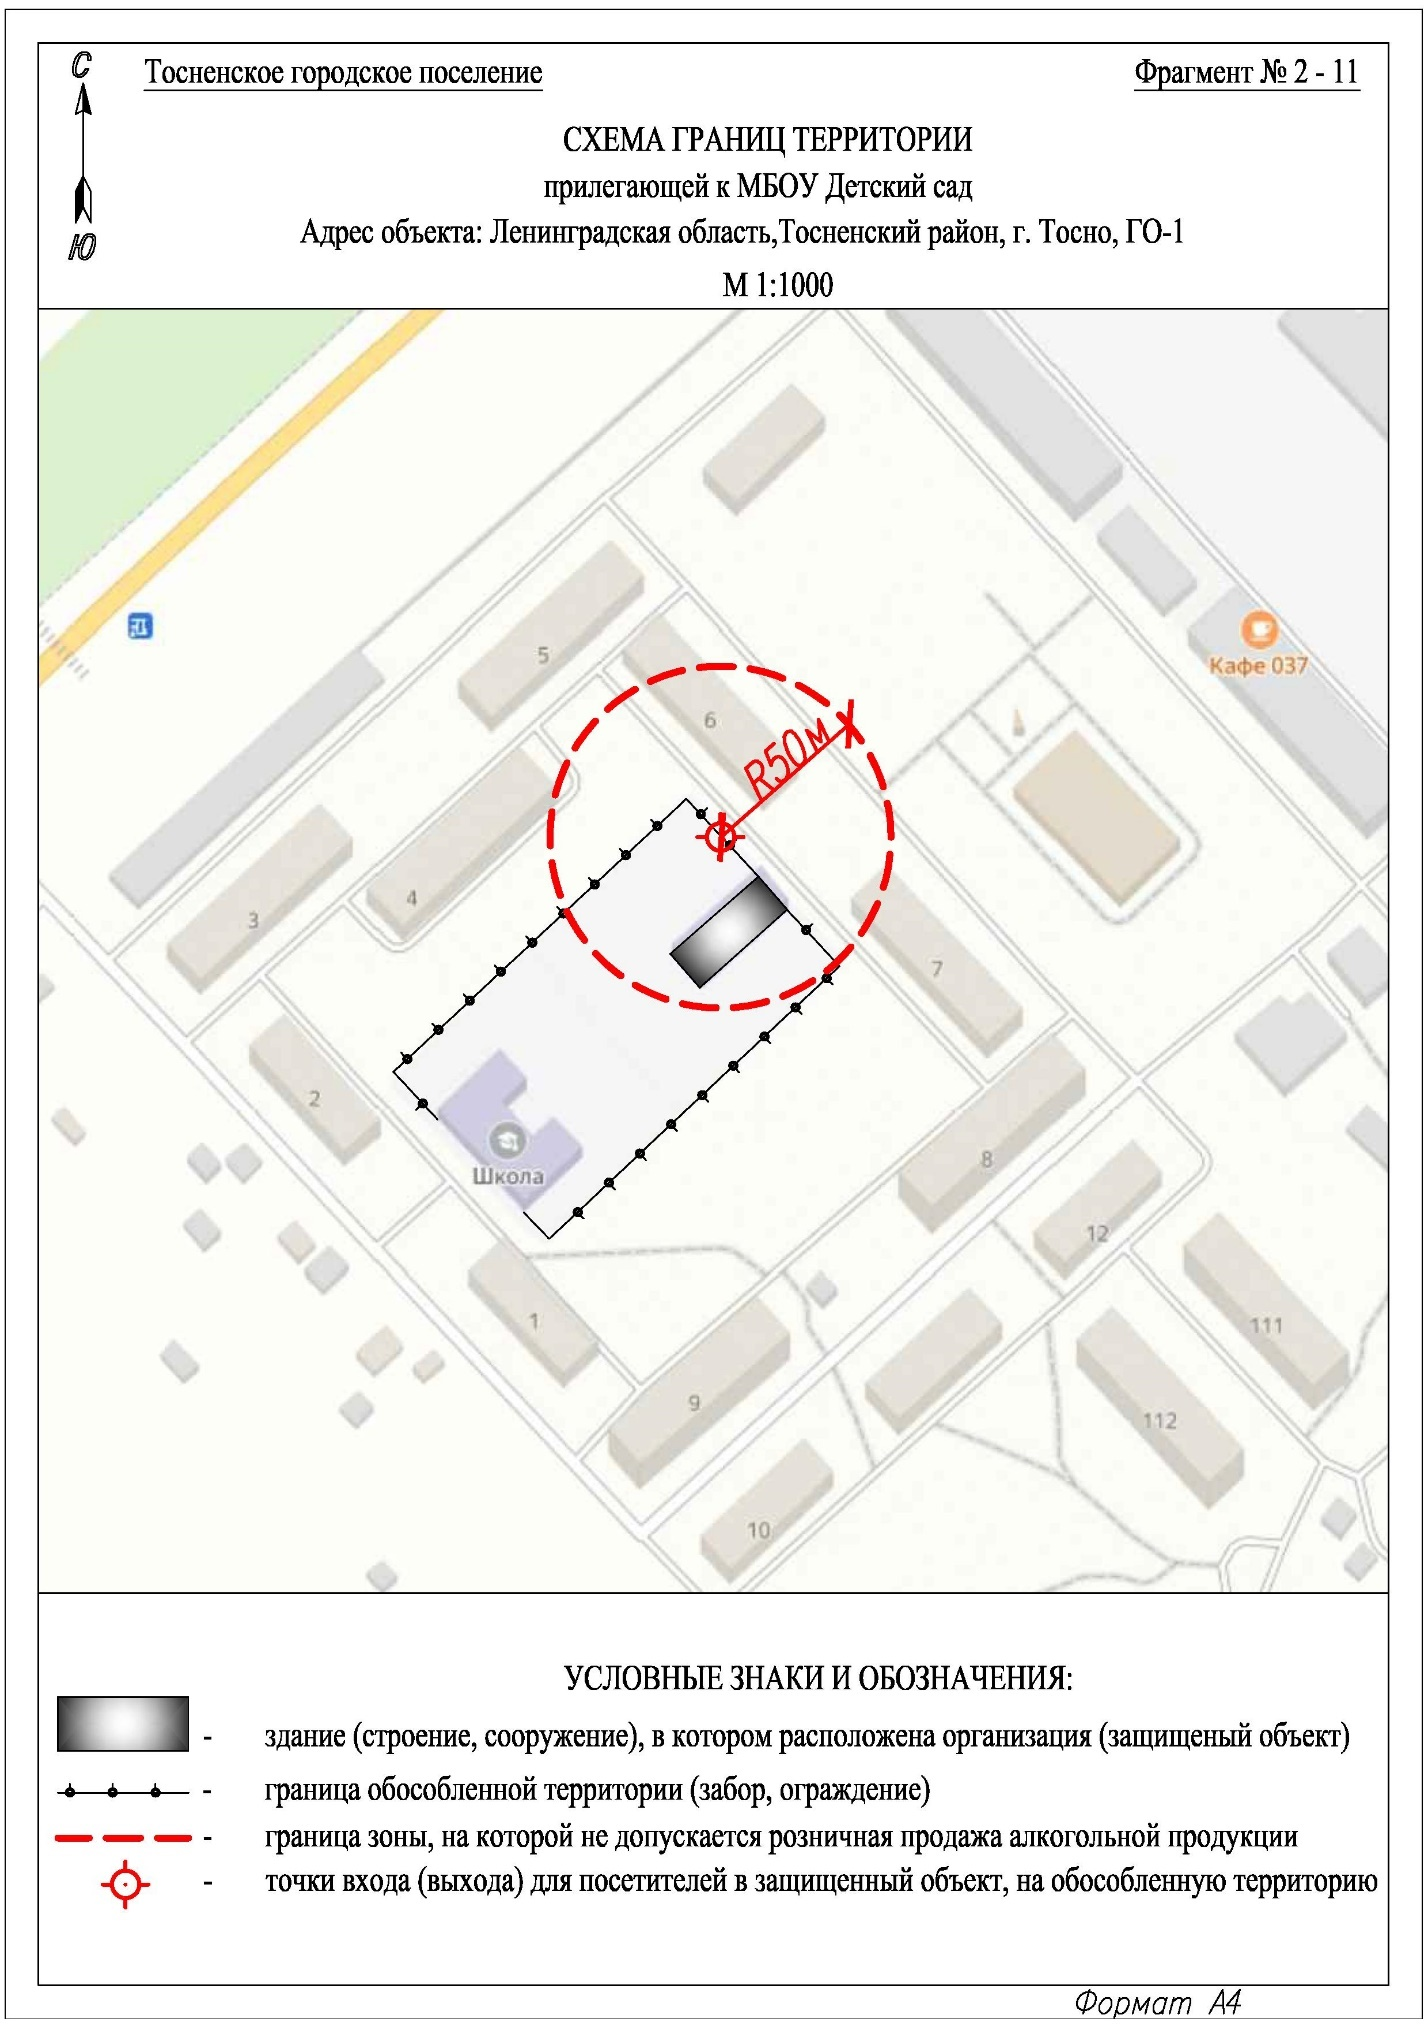 С
Ю
Тосненское городское поселение
Фрагмент № 2 - 11
СХЕМА ГРАНИЦ ТЕРРИТОРИИ
прилегающей к МБОУ Детский сад
Адрес объекта: Ленинградская область,Тосненский район, г. Тосно, ГО-1
М 1:1000
5
Кафе 037
6
R50м
4
3
7
2
8
Школа
12
1
111
9
112
10
УСЛОВНЫЕ ЗНАКИ И ОБОЗНАЧЕНИЯ:
- здание (строение, сооружение), в котором расположена организация (защищеный объект)
- граница обособленной территории (забор, ограждение)
- граница зоны, на которой не допускается розничная продажа алкогольной продукции
- точки входа (выхода) для посетителей в защищенный объект, на обособленную территорию
Формат А4